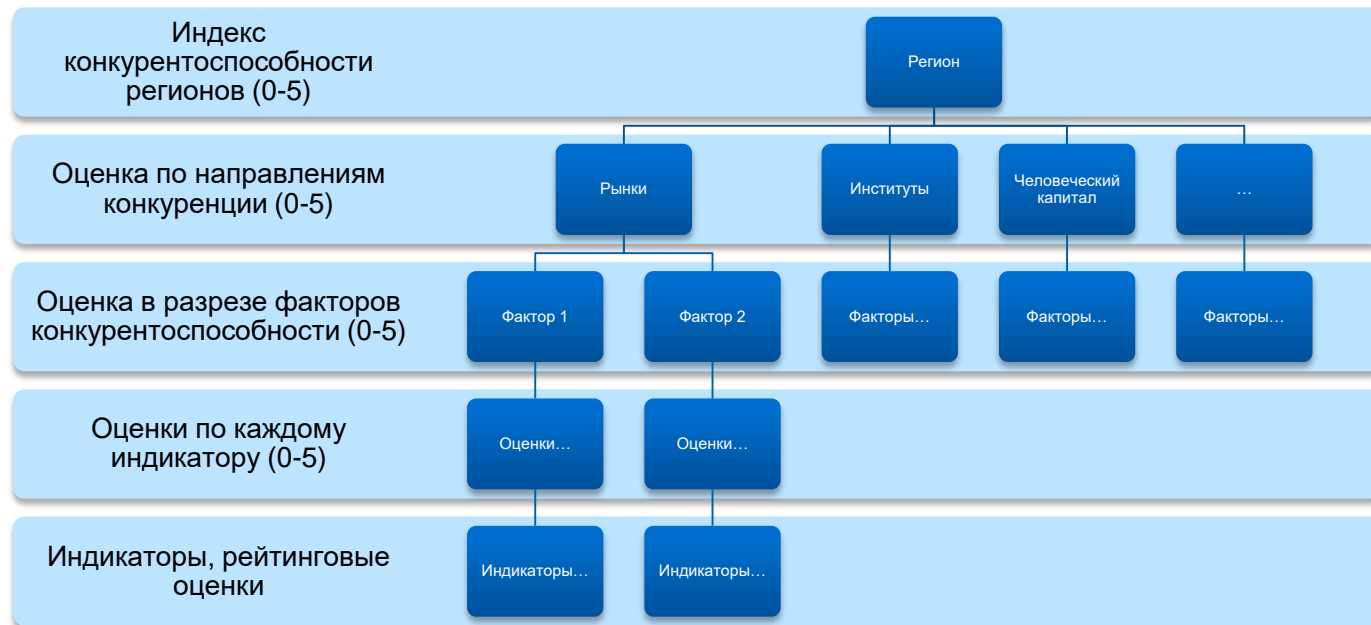 Индекс
конкурентоспособности
регионов (0-5)
Регион
Оценка по направлениям
конкуренции (0-5)
Рынки
Институты
Человеческий
капитал
…
Оценка в разрезе факторов
конкурентоспособности (0-5)
Фактор 1
Фактор 2
Факторы…
Факторы…
Факторы…
Оценки по каждому
индикатору (0-5)
Оценки…
Оценки…
Индикаторы, рейтинговые
оценки
Индикаторы…
Индикаторы…